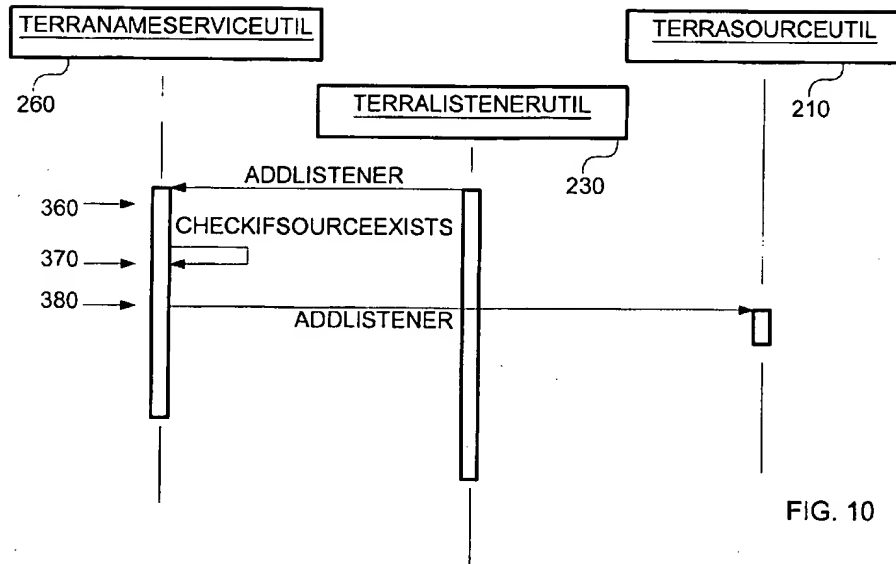 TERRANAMESERVICEUTIL
TERRASOURCEUTIL
260
TERRALISTENERUTIL
210
230
ADDLISTENER
360
CHECKIFSOURCEEXISTS
370
380
ADDLISTENER
FIG. 10